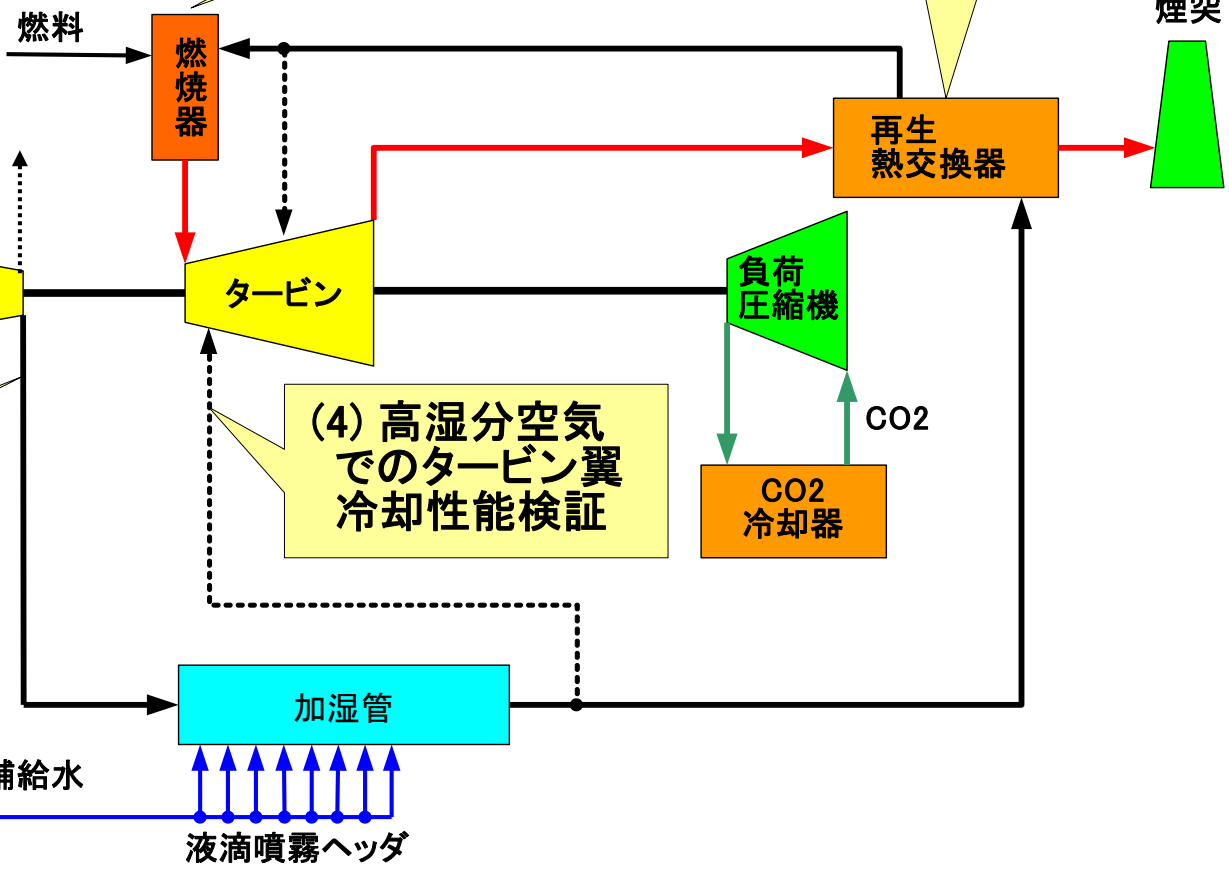 煙突
燃料
燃
焼
器
再生
熱交換器
タービン
負荷
圧縮機
(4) 高湿分空気
でのタービン翼
冷却性能検証
CO2
CO2
冷却器
加湿管
補給水
液滴噴霧ヘッダ